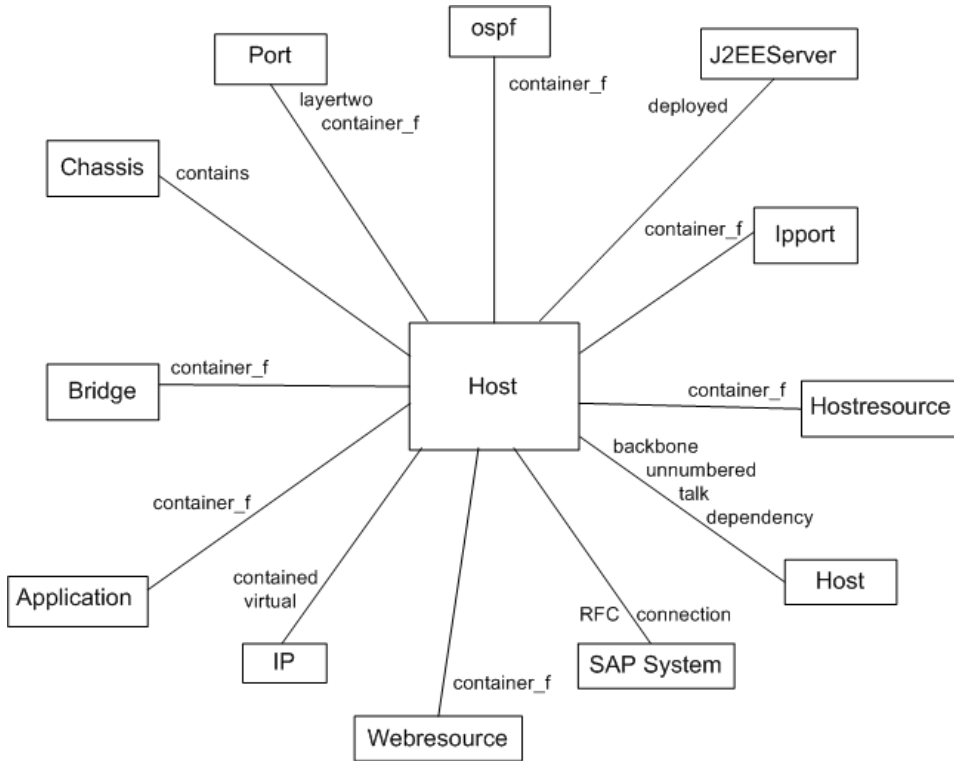 ospf
Port
J2EEServer
container_f
layertwo
container_f
deployed
Chassis
contains
container_f
Ipport
Host
container_f
Bridge
container_f
Hostresource
backbone
unnumbered
talk
dependency
container_f
Application
contained
virtual
Host
RFC connection
IP
SAP System
container_f
Webresource